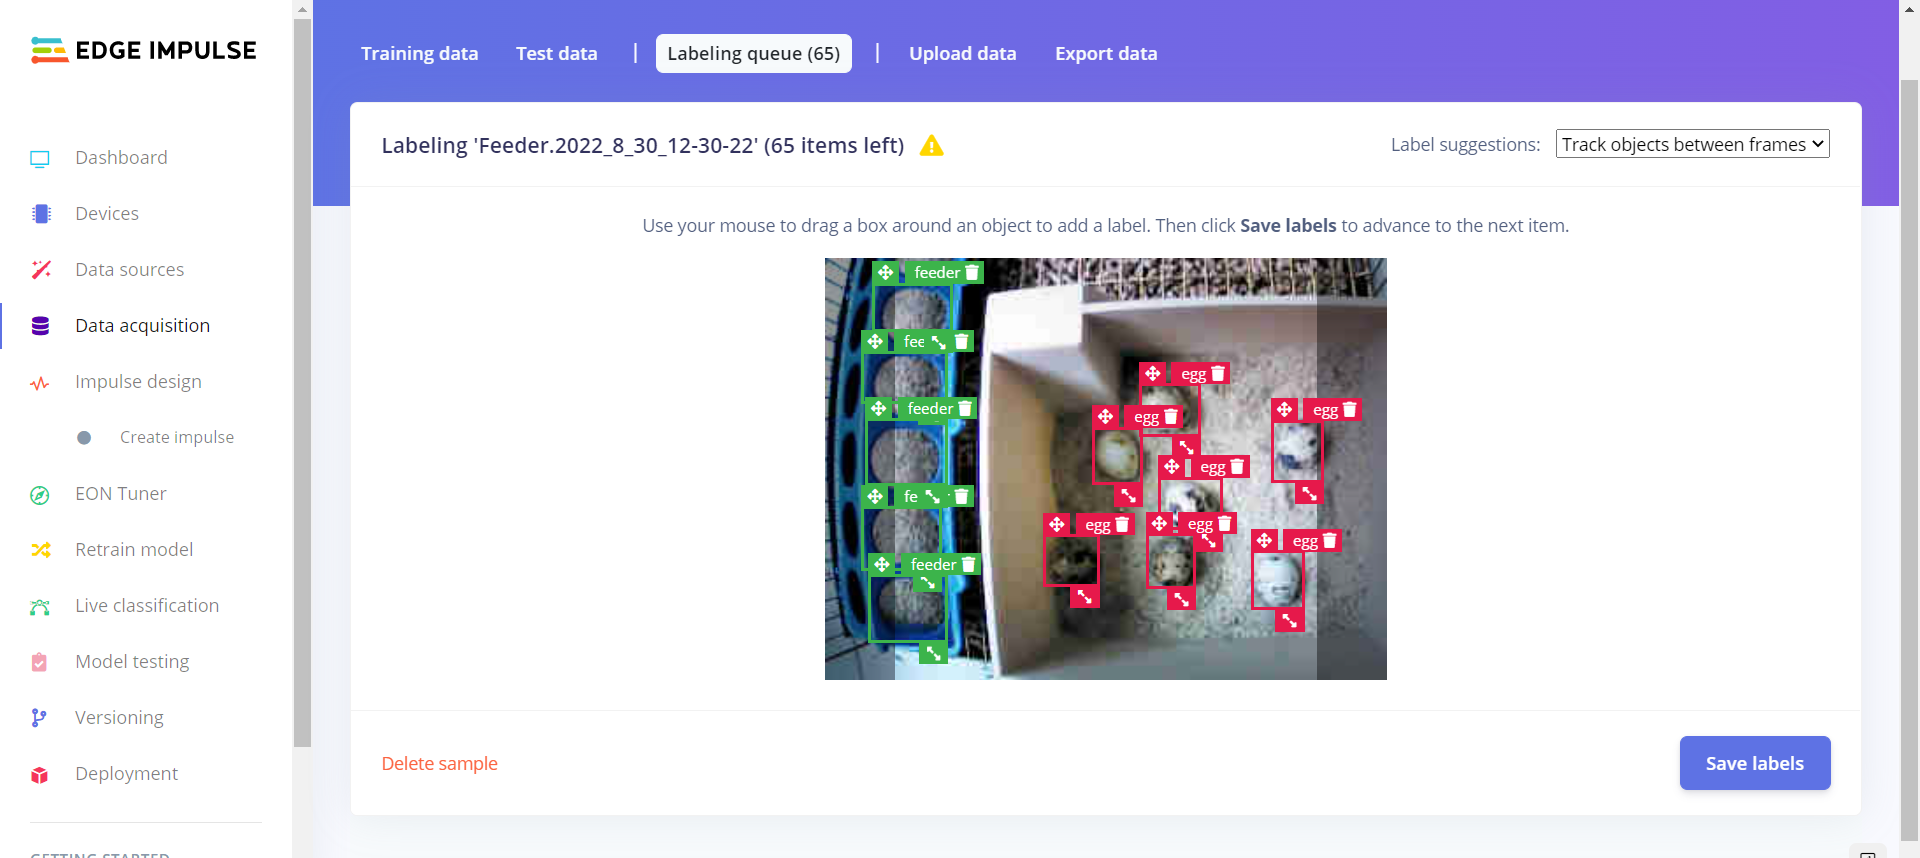 EDGE IMPULSE
Dashboard
Devices
Data sources
Data acquisition
Impulse design
Create impulse
EON Tuner
Retrain model
Live classification
Model testing
Versioning
Deployment
GETTING STARTED
Training data
Test data
|
Labeling queue (65)
|
Upload data
Export data
Labeling 'Feeder.2022_8_30_12-30-22' (65 items left)
Label suggestions:
Track objects between frames
Use your mouse to drag a box around an object to add a label. Then click Save labels to advance to the next item.
feeder
fee
feeder
fe
feeder
egg
egg
egg
egg
egg
egg
egg
Delete sample
Save labels